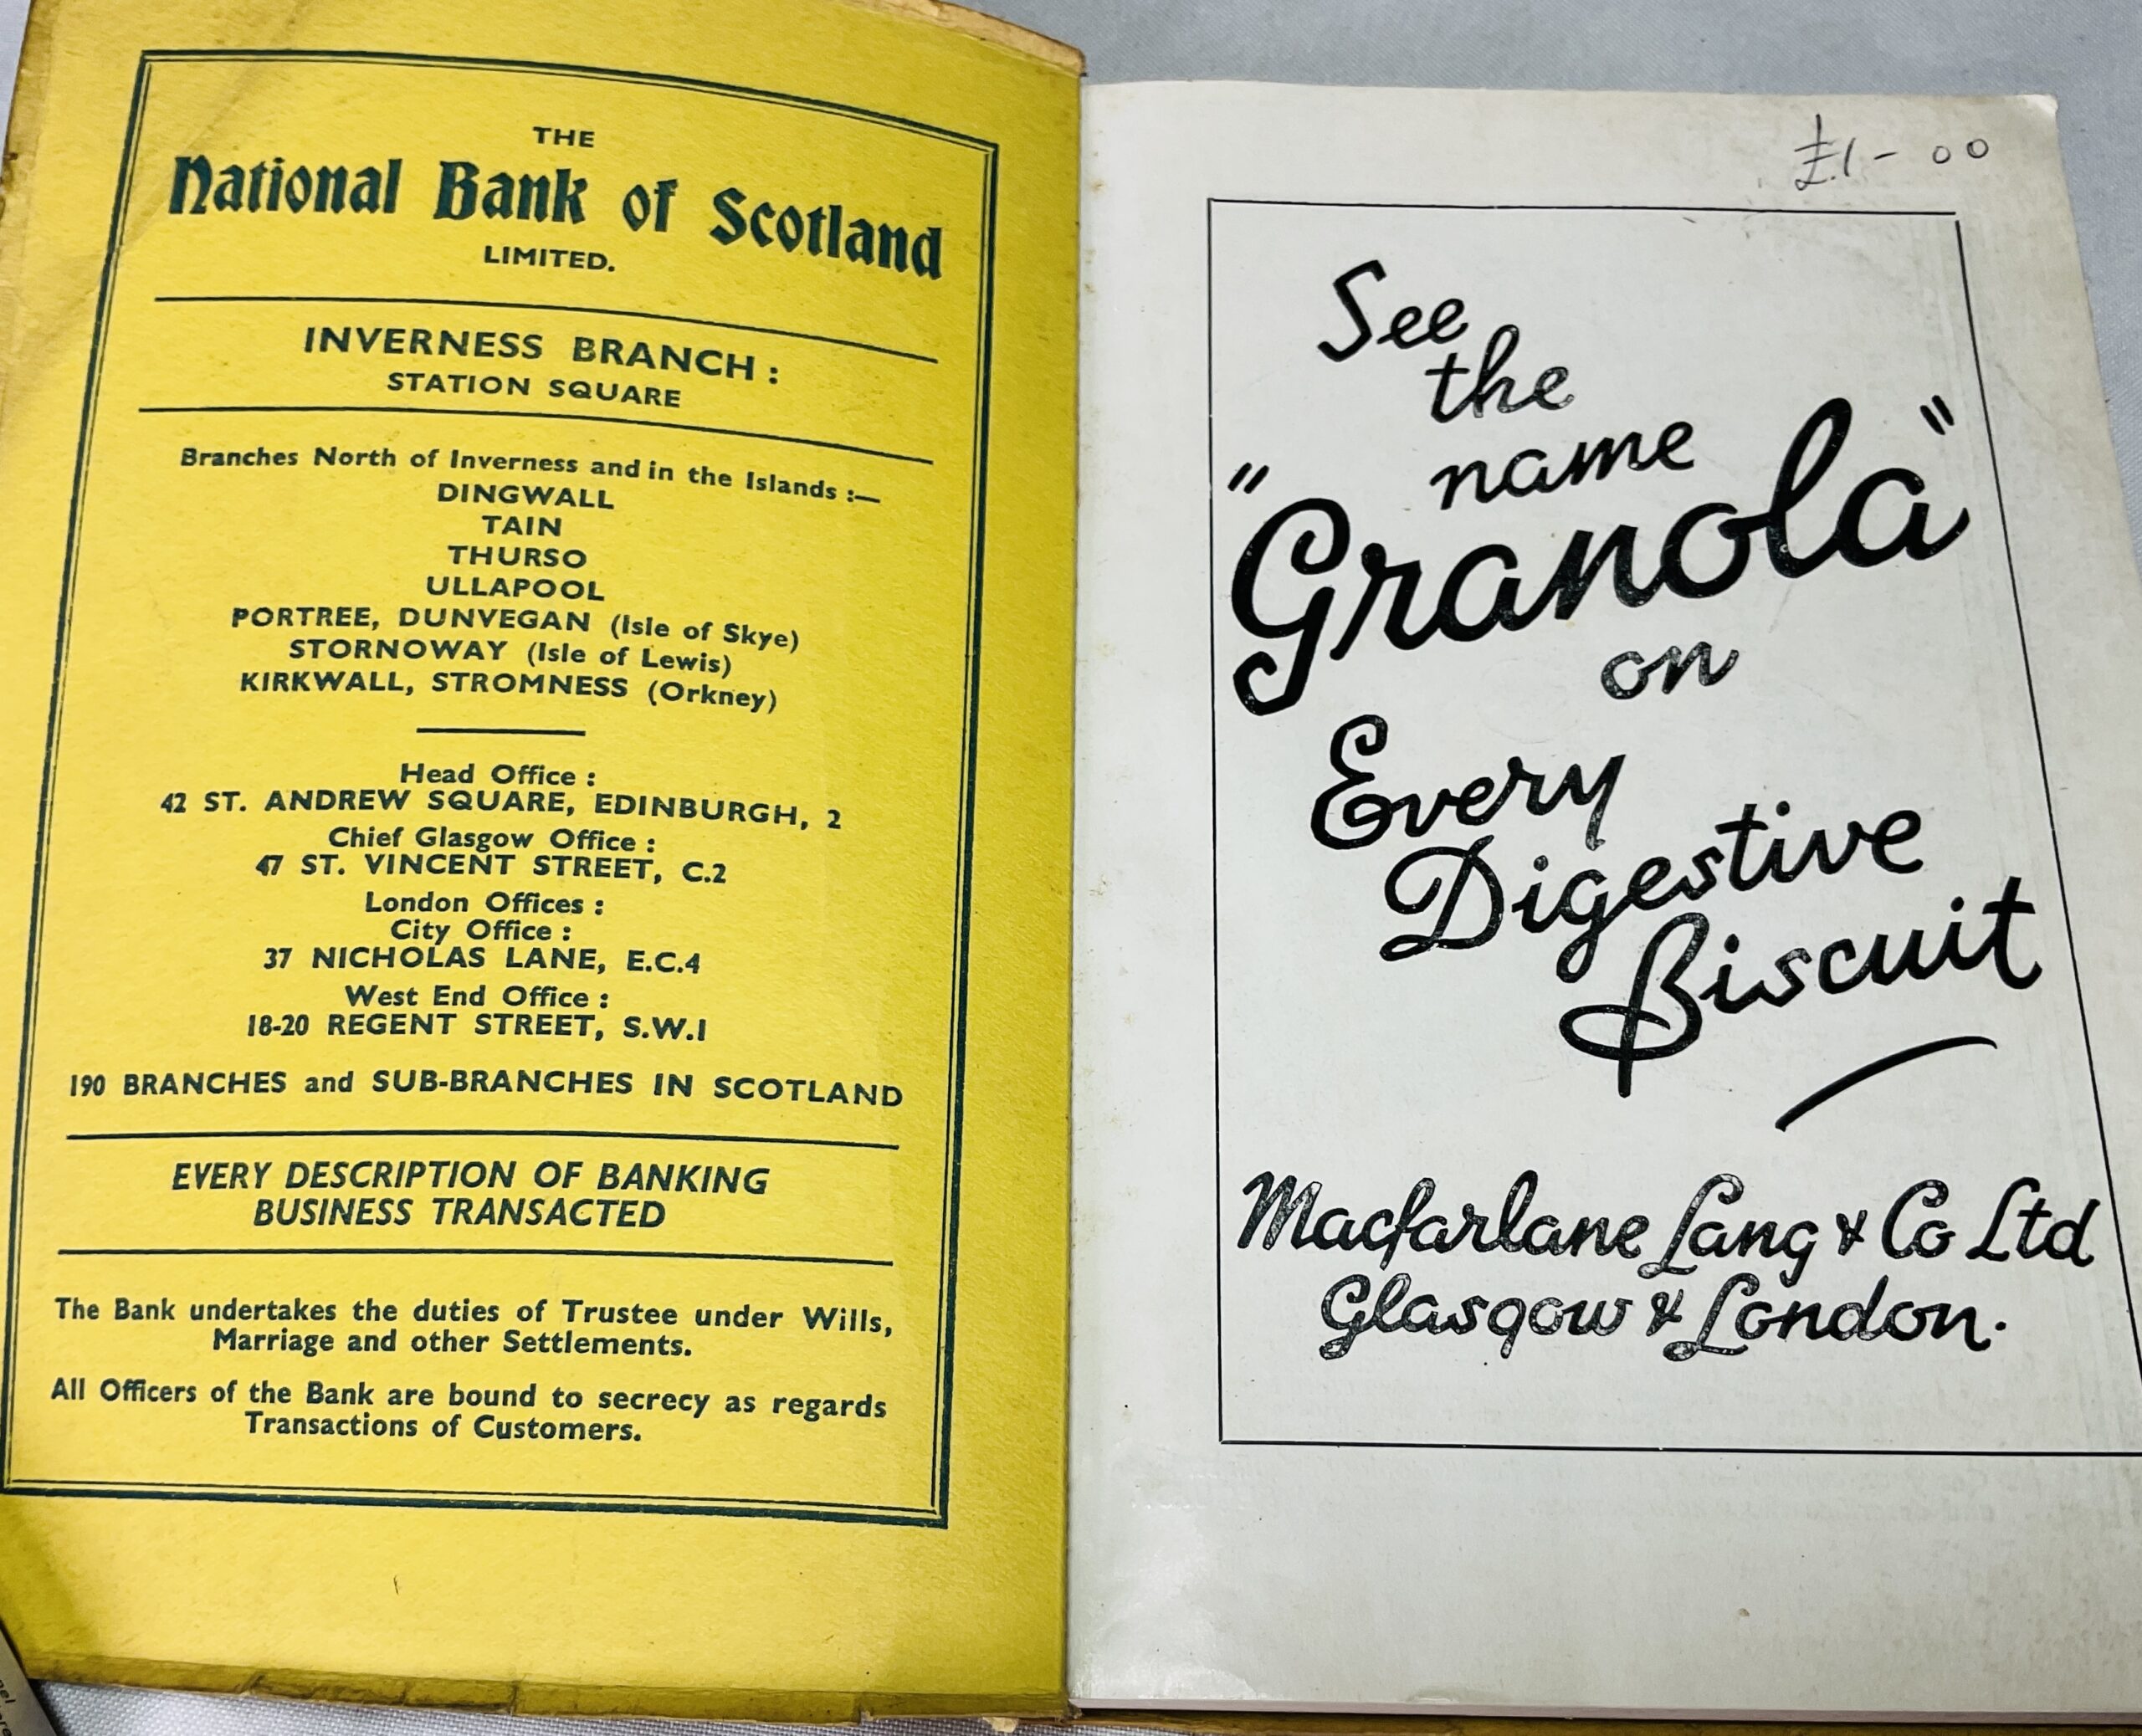 THE
National Bank of Scotland
LIMITED.
INVERNESS BRANCH :
STATION SQUARE
Branches North of Inverness and in the Islands :—
DINGWALL
TAIN
THURSO
ULLAPOOL
PORTREE, DUNVEGAN (Isle of Skye)
STORNOWAY (Isle of Lewis)
KIRKWALL, STROMNESS (Orkney)
Head Office :
42 ST. ANDREW SQUARE, EDINBURGH, 2
Chief Glasgow Office :
47 ST. VINCENT STREET, C.2
London Offices :
City Office :
37 NICHOLAS LANE, E.C.4
West End Office :
18-20 REGENT STREET, S.W.1
190 BRANCHES and SUB-BRANCHES IN SCOTLAND
EVERY DESCRIPTION OF BANKING
BUSINESS TRANSACTED
The Bank undertakes the duties of Trustee under Wills,
Marriage and other Settlements.
All Officers of the Bank are bound to secrecy as regards
Transactions of Customers.
£1-00
See
the
name
"Granola"
on
Every
Digestive
Biscuit
Macfarlane Lang & Co Ltd
Glasgow & London.